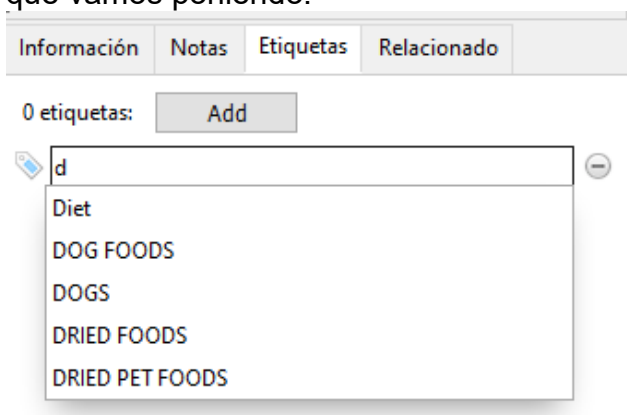 que vamos poniendo.
Información Notas Etiquetas Relacionado
0 etiquetas: Add
d
Diet
DOG FOODS
DOGS
DRIED FOODS
DRIED PET FOODS